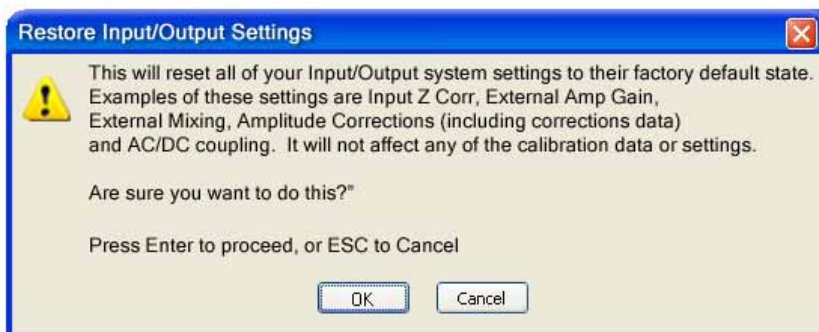 Restore Input/Output Settings
This will reset all of your Input/Output system settings to their factory default state.
Examples of these settings are Input Z Corr, External Amp Gain,
External Mixing, Amplitude Corrections (including corrections data)
and AC/DC coupling. It will not affect any of the calibration data or settings.
Are sure you want to do this?"
Press Enter to proceed, or ESC to Cancel
OK
Cancel